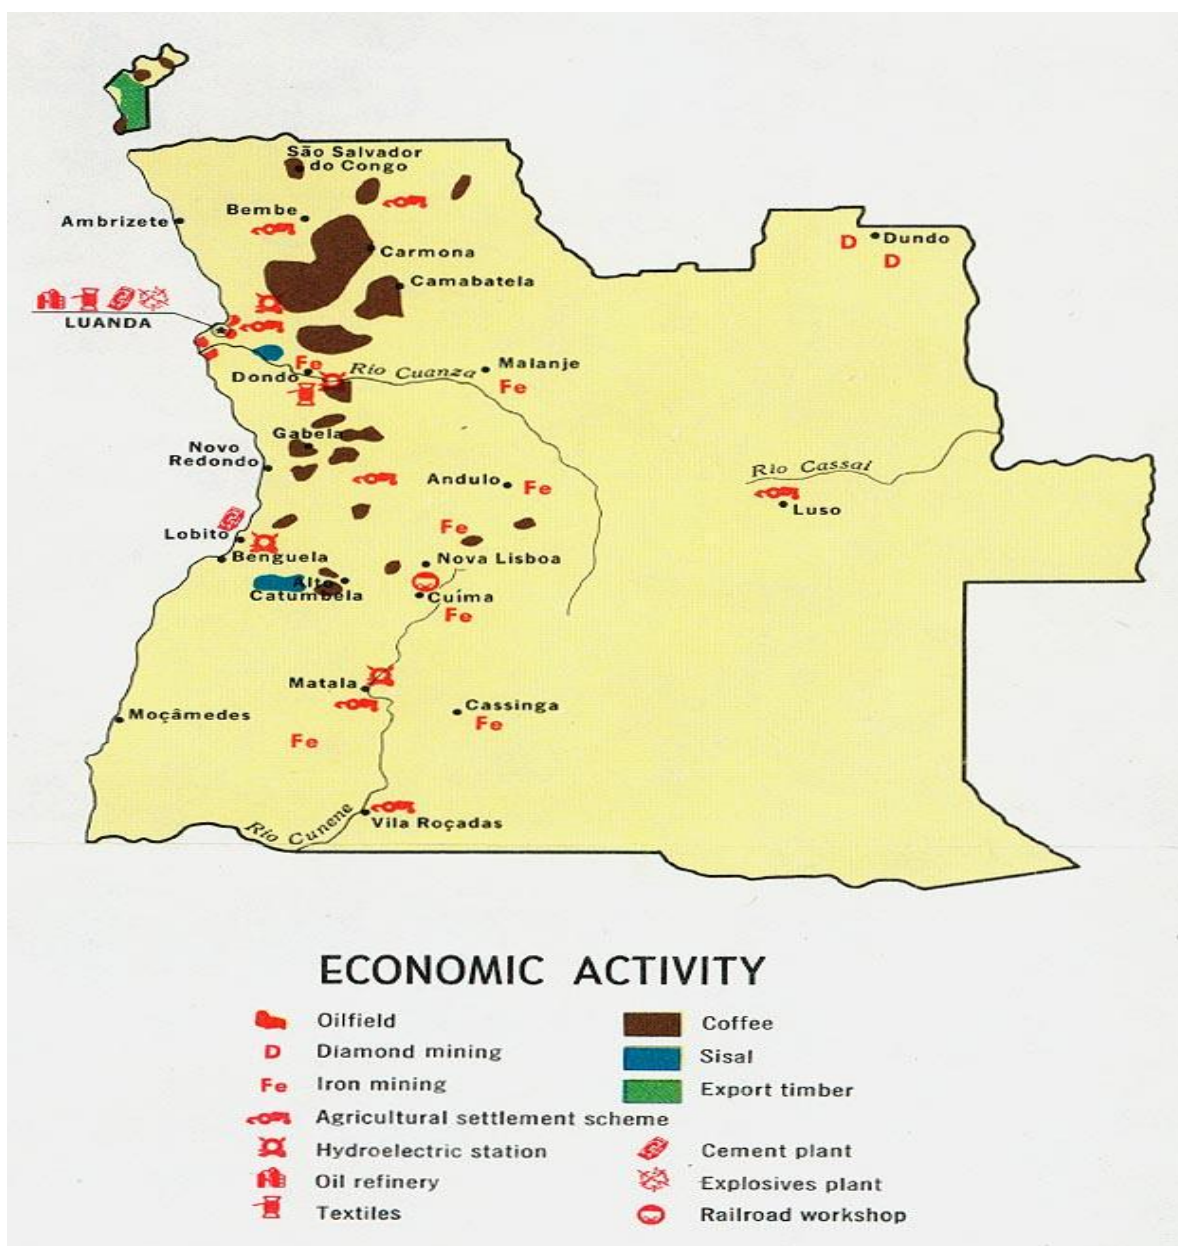 São Salvador
do Congo
Ambrizete
Bembe
Carmona
Camabatela
LUANDA
D
Dundo
D
Fe
Dondo
Rio Cuanza
Malanje
Fe
Gabela
Novo
Redondo
Andulo
Fe
Rio Cassai
Luso
Fe
Lobito
Benguela
Nova Lisboa
Alto
Catumbela
Cuíma
Fe
Matala
Cassinga
Fe
Moçâmedes
Fe
Rio Cunene
Vila Roçadas
ECONOMIC ACTIVITY
Oilfield
Coffee
D
Diamond mining
Sisal
Fe
Iron mining
Export timber
Agricultural settlement scheme
Hydroelectric station
Cement plant
Oil refinery
Explosives plant
Textiles
Railroad workshop